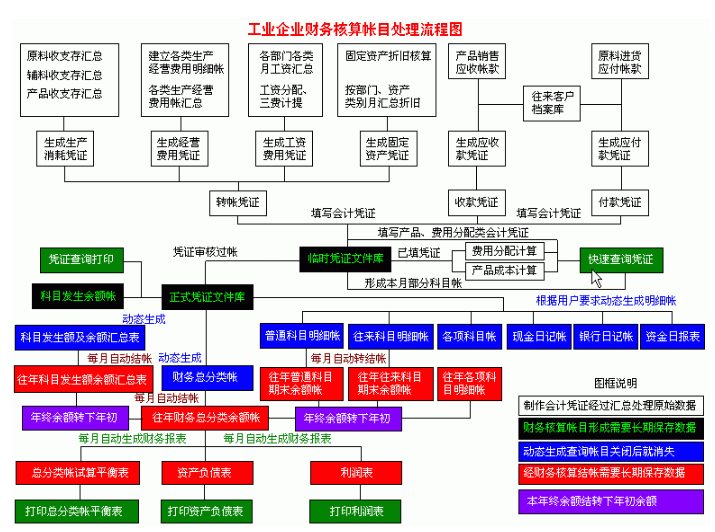 工业企业财务核算帐目处理流程图
原料收支存汇总
辅料收支存汇总
产品收支存汇总
建立各类生产
经营费用明细帐
各类生产经营
费用帐汇总
各部门各类
月工资汇总
工资分配、
三费计提
固定资产折旧核算
按部门、资产
类别月汇总折旧
产品销售
应收帐款
原料进货
应付帐款
往来客户
档案库
生成生产
消耗凭证
生成经营
费用凭证
生成工资
费用凭证
生成固定
资产凭证
生成应收
款凭证
生成应付
款凭证
转帐凭证
收款凭证
付款凭证
填写会计凭证
填写会计凭证
填写产品、费用分配类会计凭证
凭证查询打印
凭证审核过帐
临时凭证文件库
已填凭证
费用分配计算
产品成本计算
快速查询凭证
形成本月部分科目帐
科目发生余额帐
正式凭证文件库
根据用户要求动态生成明细帐
动态生成
科目发生额及余额汇总表
普通科目明细帐
往来科目明细帐
各项科目帐
现金日记帐
银行日记帐
资金日报表
每月自动结帐
动态生成
每月自动转结帐
往年科目发生额余额汇总表
财务总分类帐
往年普通科目
期末余额帐
往年往来科目
期末余额帐
往年各项科
目明细帐
图框说明
每月自动结帐
制作会计凭证经过汇总处理原始数据
年终余额转下年初
往年财务总分类余额帐
年终余额转下年初
财务核算帐目形成需要长期保存数据
每月自动生成财务报表
每月自动生成财务报表
动态生成查询帐目关闭后就消失
总分类帐试算平衡表
资产负债表
利润表
经财务核算结帐需要长期保存数据
打印总分类帐平衡表
打印资产负债表
打印利润表
本年终余额结转下年初余额